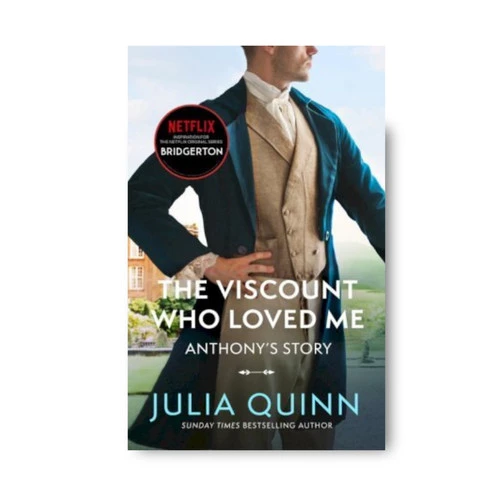 NETFLIX
INSPIRATION FOR
THE NETFLIX ORIGINAL SERIES
BRIDGERTON
THE VISCOUNT
WHO LOVED ME
ANTHONY'S STORY
JULIA QUINN
SUNDAY TIMES BESTSELLING AUTHOR